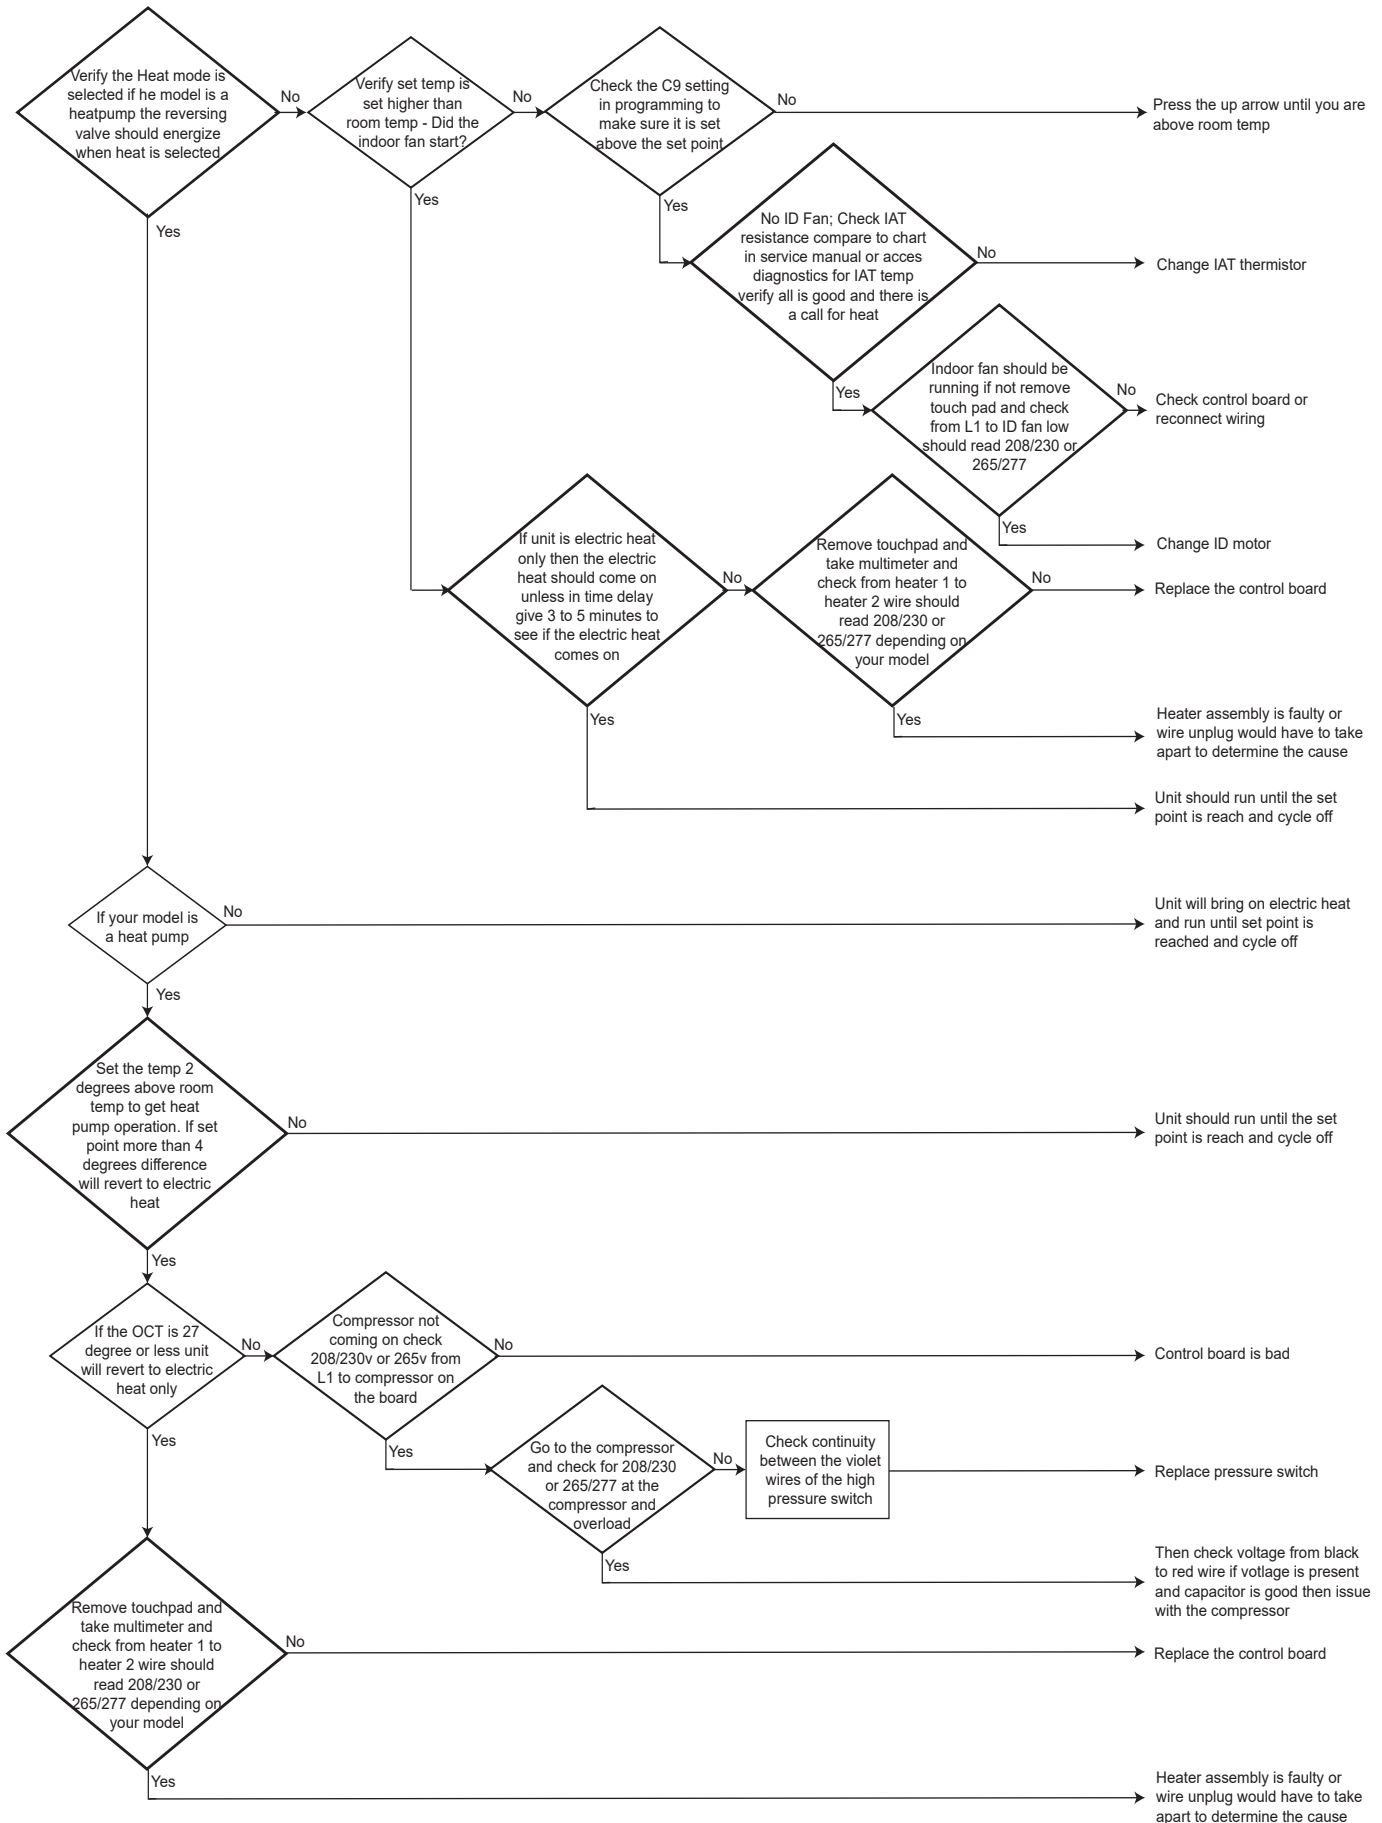 Verify the Heat mode is
selected if he model is a
heatpump the reversing
valve should energize
when heat is selected
No
Yes
Verify set temp is
set higher than
room temp - Did the
indoor fan start?
No
Yes
Check the C9 setting
in programming to
make sure it is set
above the set point
No
Yes
Press the up arrow until you are
above room temp
No ID Fan; Check IAT
resistance compare to chart
in service manual or acces
diagnostics for IAT temp
verify all is good and there is
a call for heat
No
Yes
Change IAT thermistor
Indoor fan should be
running if not remove
touch pad and check
from L1 to ID fan low
should read 208/230 or
265/277
No
Yes
Check control board or
reconnect wiring
Change ID motor
If unit is electric heat
only then the electric
heat should come on
unless in time delay
give 3 to 5 minutes to
see if the electric heat
comes on
No
Yes
Remove touchpad and
take multimeter and
check from heater 1 to
heater 2 wire should
read 208/230 or
265/277 depending on
your model
No
Yes
Replace the control board
Heater assembly is faulty or
wire unplug would have to take
apart to determine the cause
Unit should run until the set
point is reach and cycle off
If your model is
a heat pump
No
Yes
Unit will bring on electric heat
and run until set point is
reached and cycle off
Set the temp 2
degrees above room
temp to get heat
pump operation. If set
point more than 4
degrees difference
will revert to electric
heat
No
Yes
Unit should run until the set
point is reach and cycle off
If the OCT is 27
degree or less unit
will revert to electric
heat only
No
Yes
Compressor not
coming on check
208/230v or 265v from
L1 to compressor on
the board
No
Yes
Control board is bad
Go to the compressor
and check for 208/230
or 265/277 at the
compressor and
overload
No
Yes
Check continuity
between the violet
wires of the high
pressure switch
Replace pressure switch
Then check voltage from black
to red wire if votlage is present
and capacitor is good then issue
with the compressor
Remove touchpad and
take multimeter and
check from heater 1 to
heater 2 wire should
read 208/230 or
265/277 depending on
your model
No
Yes
Replace the control board
Heater assembly is faulty or
wire unplug would have to take
apart to determine the cause